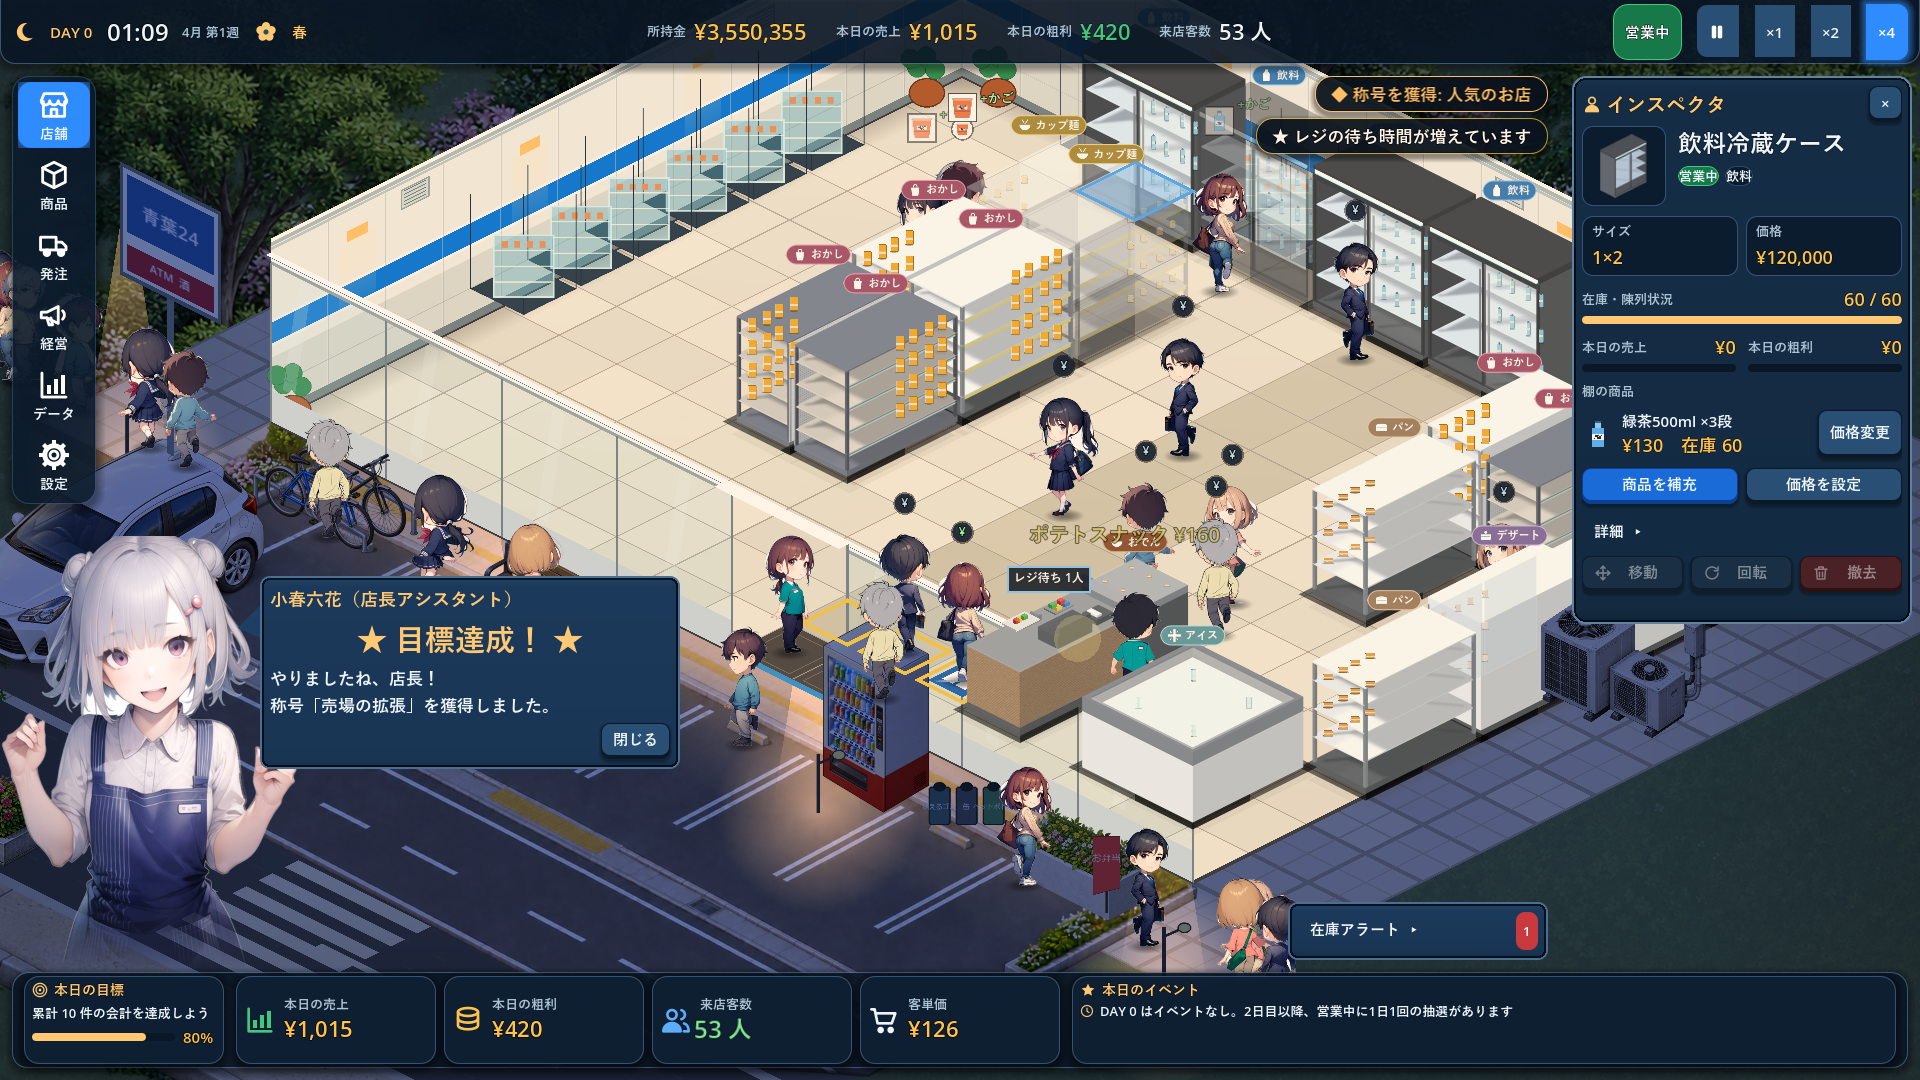 DAY 0 01:09 4月 第1週 春
所持金 ¥3,550,355 本日の売上 ¥1,015 本日の粗利 ¥420 来店客数 53 人
営業中 ×1 ×2 ×4
店舗
商品
発注
経営
データ
設定
青葉24
ATM 酒
◆ 称号を獲得: 人気のお店
★ レジの待ち時間が増えています
飲料
+かご
+かご
カップ麺
カップ麺
飲料
おかし
おかし
おかし
おかし
おかし
パン
デザート
おでん
ポテトスナック ¥160
レジ待ち 1人
アイス
パン
お弁当
インスペクタ
×
飲料冷蔵ケース
営業中 飲料
サイズ
1×2
価格
¥120,000
在庫・陳列状況 60 / 60
本日の売上 ¥0 本日の粗利 ¥0
棚の商品
緑茶500ml ×3段
¥130 在庫 60
価格変更
商品を補充 価格を設定
詳細 ▸
移動 回転 撤去
小春六花（店長アシスタント）
★ 目標達成！ ★
やりましたね、店長！
称号「売場の拡張」を獲得しました。
閉じる
在庫アラート ▸ 1
本日の目標
累計 10 件の会計を達成しよう
80%
本日の売上
¥1,015
本日の粗利
¥420
来店客数
53 人
客単価
¥126
★ 本日のイベント
DAY 0 はイベントなし。2日目以降、営業中に1日1回の抽選があります